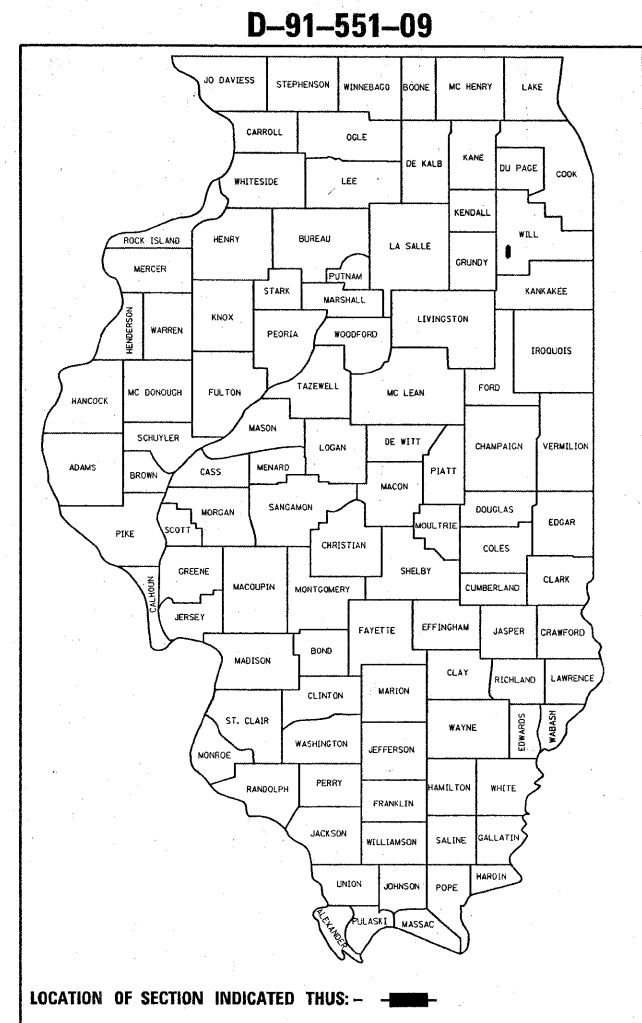 D-91-551-09
JO DAVIESS
STEPHENSON
WINNEBAGO
BOONE
MC HENRY
LAKE
CARROLL
OGLE
DE KALB
KANE
DU PAGE
COOK
WHITESIDE
LEE
KENDALL
WILL
ROCK ISLAND
HENRY
BUREAU
LA SALLE
GRUNDY
MERCER
PUTNAM
STARK
MARSHALL
KANKAKEE
HENDERSON
WARREN
KNOX
PEORIA
WOODFORD
LIVINGSTON
IROQUOIS
HANCOCK
MC DONOUGH
FULTON
TAZEWELL
MC LEAN
FORD
SCHUYLER
MASON
LOGAN
DE WITT
CHAMPAIGN
VERMILION
ADAMS
BROWN
CASS
MENARD
PIATT
MACON
MORGAN
SANGAMON
DOUGLAS
EDGAR
PIKE
SCOTT
CHRISTIAN
MOULTRIE
COLES
GREENE
MACOUPIN
MONTGOMERY
SHELBY
CUMBERLAND
CLARK
CALHOUN
JERSEY
FAYETTE
EFFINGHAM
JASPER
CRAWFORD
MADISON
BOND
CLAY
RICHLAND
LAWRENCE
CLINTON
MARION
ST. CLAIR
WAYNE
EDWARDS
WABASH
MONROE
WASHINGTON
JEFFERSON
RANDOLPH
PERRY
HAMILTON
WHITE
FRANKLIN
JACKSON
WILLIAMSON
SALINE
GALLATIN
UNION
JOHNSON
POPE
HARDIN
ALEXANDER
PULASKI
MASSAC
LOCATION OF SECTION INDICATED THUS: -